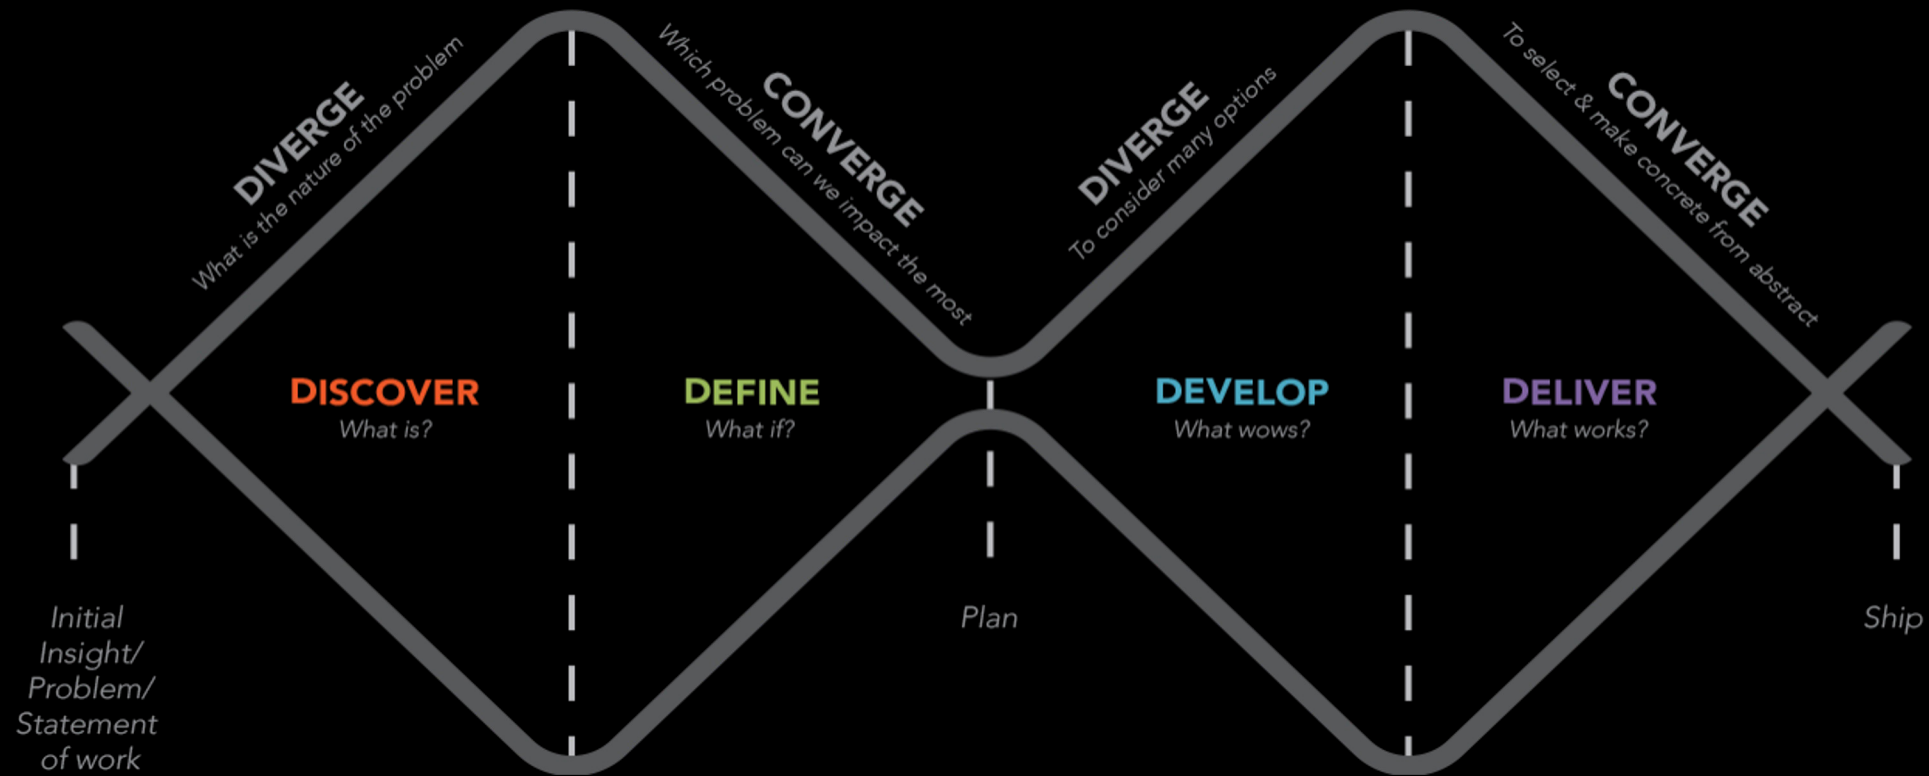 DIVERGE
What is the nature of the problem
CONVERGE
Which problem can we impact the most
DIVERGE
To consider many options
CONVERGE
To select & make concrete from abstract
DISCOVER
What is?
DEFINE
What if?
DEVELOP
What wows?
DELIVER
What works?
Initial
Insight/
Problem/
Statement
of work
Plan
Ship